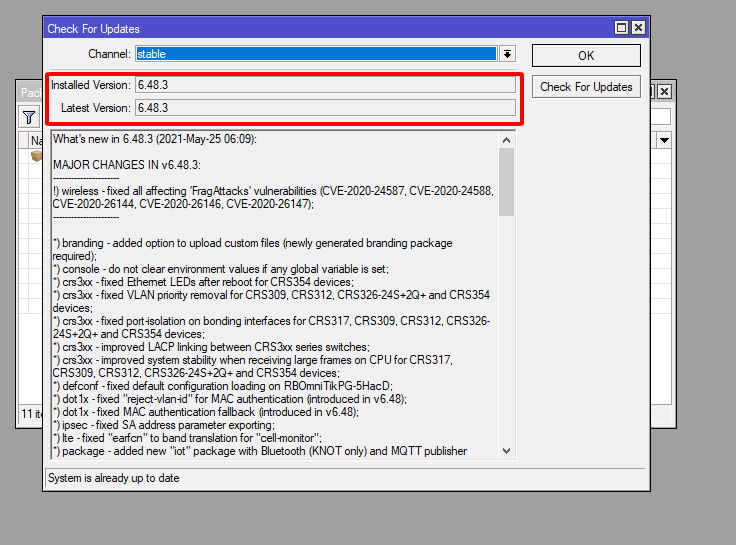 Check For Updates
Channel: stable
OK
Installed Version: 6.48.3
Check For Updates
Latest Version: 6.48.3
What's new in 6.48.3 (2021-May-25 06:09):
MAJOR CHANGES IN v6.48.3:
----------------------
!) wireless - fixed all affecting 'FragAttacks' vulnerabilities (CVE-2020-24587, CVE-2020-24588,
CVE-2020-26144, CVE-2020-26146, CVE-2020-26147);
----------------------
*) branding - added option to upload custom files (newly generated branding package
required);
*) console - do not clear environment values if any global variable is set;
*) crs3xx - fixed Ethernet LEDs after reboot for CRS354 devices;
*) crs3xx - fixed VLAN priority removal for CRS309, CRS312, CRS326-24S+2Q+ and CRS354
devices;
*) crs3xx - fixed port-isolation on bonding interfaces for CRS317, CRS309, CRS312, CRS326-
24S+2Q+ and CRS354 devices;
*) crs3xx - improved LACP linking between CRS3xx series switches;
*) crs3xx - improved system stability when receiving large frames on CPU for CRS317,
CRS309, CRS312, CRS326-24S+2Q+ and CRS354 devices;
*) defconf - fixed default configuration loading on RBOmniTikPG-5HacD;
*) dot1x - fixed "reject-vlan-id" for MAC authentication (introduced in v6.48);
*) dot1x - fixed MAC authentication fallback (introduced in v6.48);
*) ipsec - fixed SA address parameter exporting;
*) lte - fixed "earfcn" to band translation for "cell-monitor";
*) package - added new "iot" package with Bluetooth (KNOT only) and MQTT publisher
System is already up to date
Pac
Na
11 ite